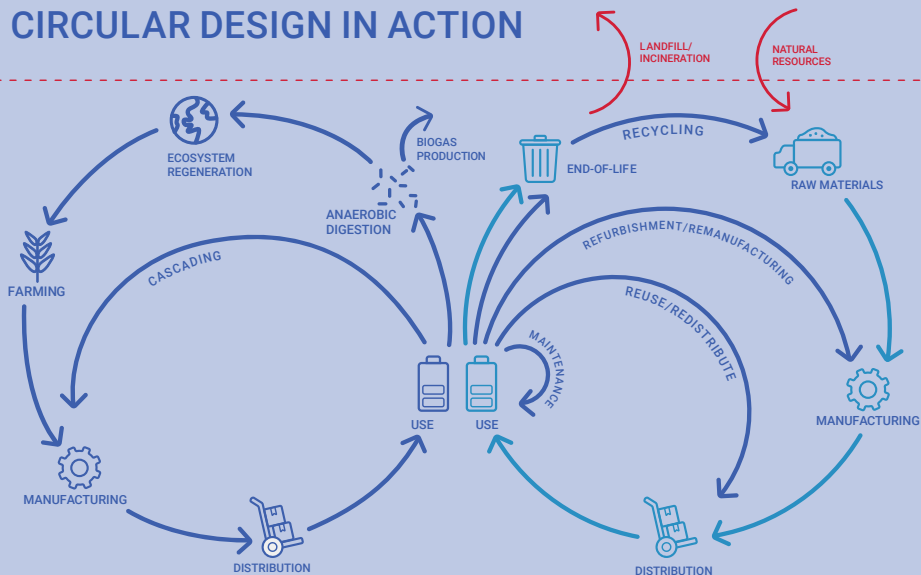 CIRCULAR DESIGN IN ACTION
LANDFILL/
INCINERATION
NATURAL
RESOURCES
ECOSYSTEM
REGENERATION
BIOGAS
PRODUCTION
RECYCLING
END-OF-LIFE
RAW MATERIALS
ANAEROBIC
DIGESTION
CASCADING
REFURBISHMENT/REMANUFACTURING
FARMING
REUSE/REDISTRIBUTE
MAINTENANCE
USE
USE
MANUFACTURING
MANUFACTURING
DISTRIBUTION
DISTRIBUTION